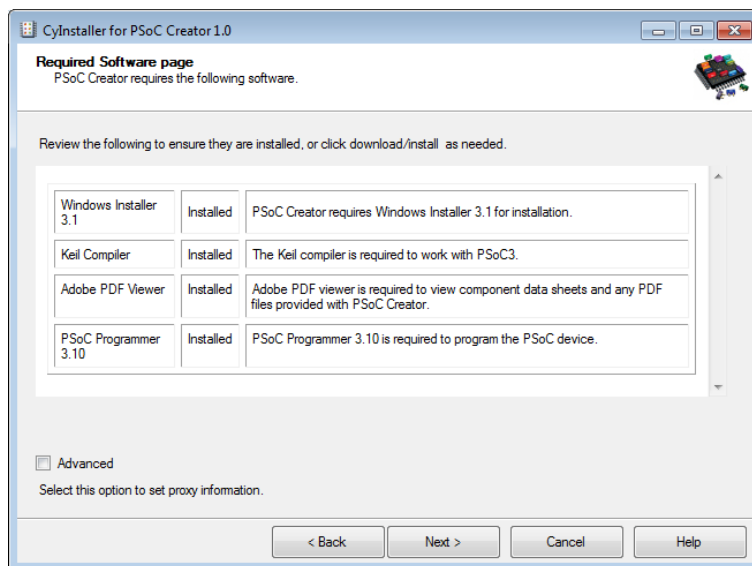 CyInstaller for PSoC Creator 1.0
Required Software page
PSoC Creator requires the following software.
Review the following to ensure they are installed, or click download/install as needed.
Windows Installer
3.1
Installed
PSoC Creator requires Windows Installer 3.1 for installation.
Keil Compiler
Installed
The Keil compiler is required to work with PSoC3.
Adobe PDF Viewer
Installed
Adobe PDF viewer is required to view component data sheets and any PDF
files provided with PSoC Creator.
PSoC Programmer
3.10
Installed
PSoC Programmer 3.10 is required to program the PSoC device.
Advanced
Select this option to set proxy information.
< Back
Next >
Cancel
Help